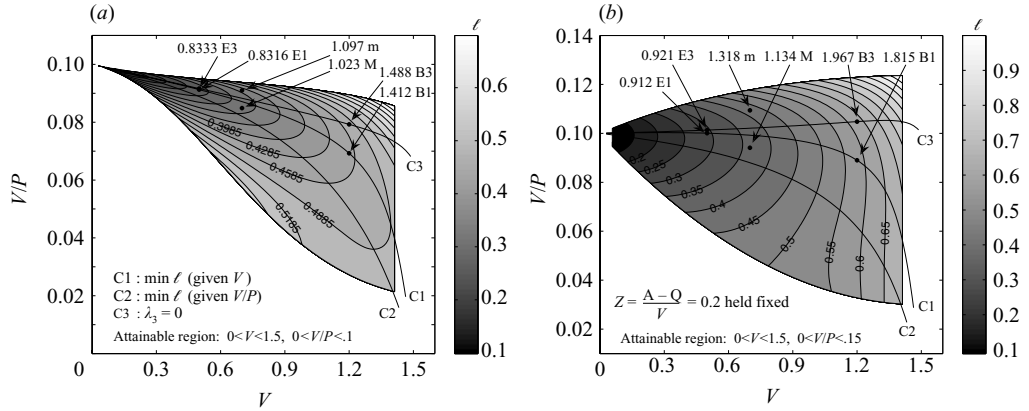 (a)
0.8333 E3
0.8316 E1
1.097 m
1.023 M
1.488 B3
1.412 B1
0.10
0.08
0.06
0.04
0.02
V/P
0.3985
0.4285
0.4585
0.4885
0.5185
C3
C1
C2
C1 : min ℓ (given V)
C2 : min ℓ (given V/P)
C3 : λ3 = 0
Attainable region: 0<V<1.5, 0<V/P<.1
0 0.3 0.6 0.9 1.2 1.5
V
ℓ
0.6
0.5
0.4
0.3
0.2
0.1
(b)
0.921 E3
0.912 E1
1.318 m
1.134 M
1.967 B3
1.815 B1
0.14
0.12
0.10
0.08
0.06
0.04
0.02
V/P
0.2
0.25
0.3
0.35
0.4
0.45
0.5
0.55
0.6
0.65
C3
C1
C2
Z = A – Q / V = 0.2 held fixed
Attainable region: 0<V<1.5, 0<V/P<.15
0 0.3 0.6 0.9 1.2 1.5
V
ℓ
0.9
0.8
0.7
0.6
0.5
0.4
0.3
0.2
0.1